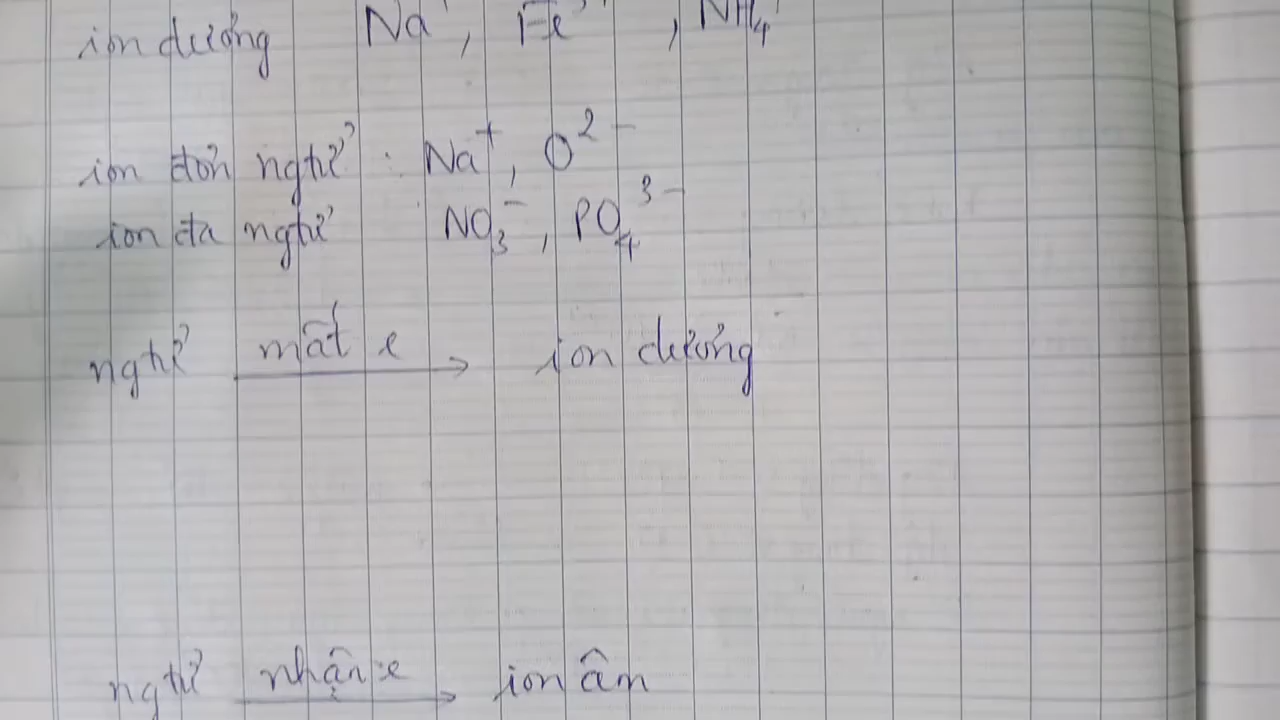 ion dương Na⁺, Fe³⁺, NH₄⁺
ion đơn ngtử : Na⁺, O²⁻
ion đa ngtử NO₃⁻, PO₄³⁻
ngtử mất e → ion dương
ngtử nhận e → ion âm